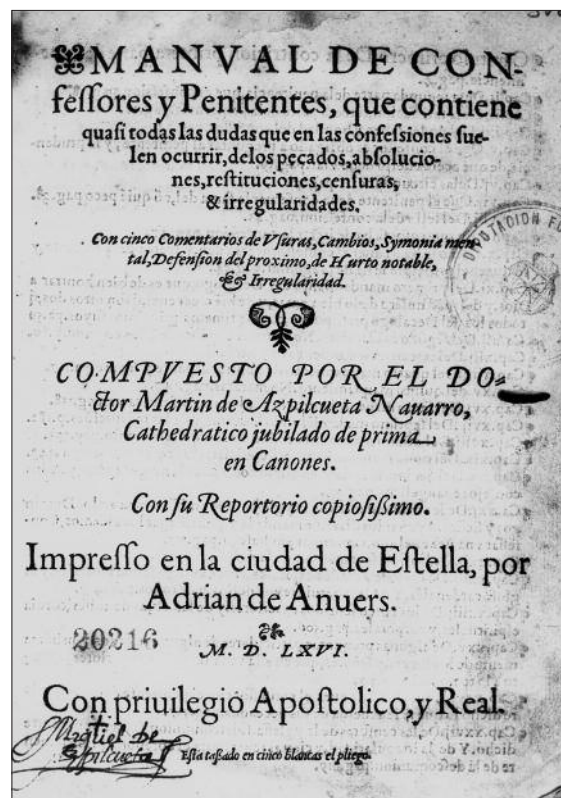 MANVAL DE CON-
feſſores y Penitentes, que contiene
quaſi todas las dudas que en las confeſsiones ſue-
len ocurrir, delos pecados, abſolucio-
nes, reſtituciones, cenſuras,
& irregularidades,
Con cinco Comentarios de Vſuras, Cambios, Symonia men-
tal, Defenſion del proximo, de Hurto notable,
& Irregularidad.
COMPVESTO POR EL DO-
ctor Martin de Azpilcueta Nauarro,
Cathedratico jubilado de prima
en Canones.
Con ſu Reportorio copioſiſsimo.
Impreſſo en la ciudad de Eſtella, por
Adrian de Anuers.
20216
M. D. LXVI.
Con priuilegio Apoſtolico, y Real.
Eſta taſſado en cinco blancas el pliego.
DIPUTACION